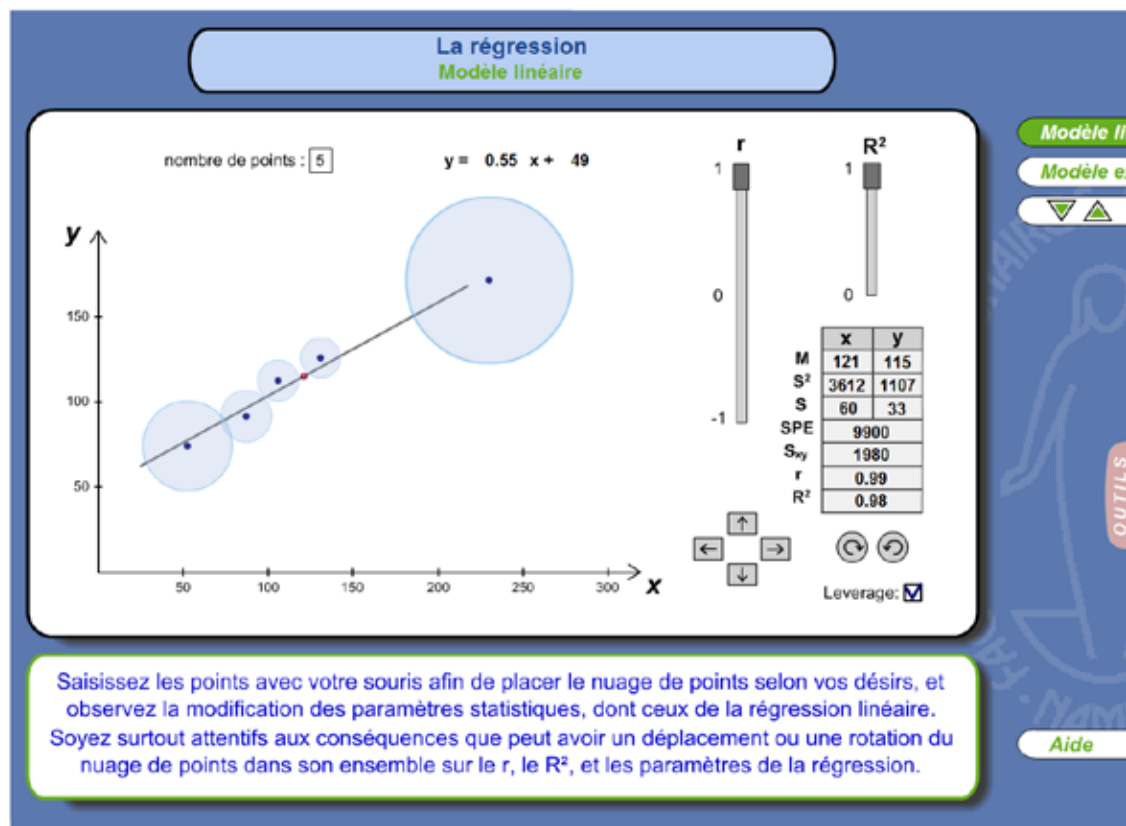 La régression
Modèle linéaire
nombre de points : 5
y = 0.55 x + 49
r
R²
1
0
-1
1
0
y
150
100
50
50 100 150 200 250 300
x
x y
M 121 115
S² 3612 1107
S 60 33
SPE 9900
Sxy 1980
r 0.99
R² 0.98
Leverage:
Modèle
Modèle
OUTILS
Aide
Saisissez les points avec votre souris afin de placer le nuage de points selon vos désirs, et
observez la modification des paramètres statistiques, dont ceux de la régression linéaire.
Soyez surtout attentifs aux conséquences que peut avoir un déplacement ou une rotation du
nuage de points dans son ensemble sur le r, le R², et les paramètres de la régression.